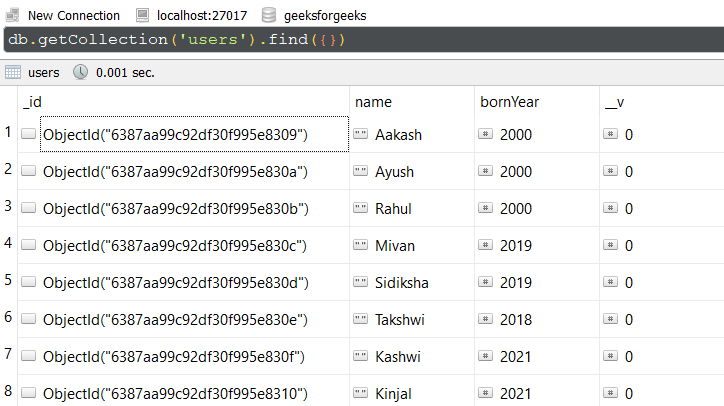 New Connection localhost:27017 geeksforgeeks
db.getCollection('users').find({})
users 0.001 sec.
_id name bornYear __v
1 ObjectId("6387aa99c92df30f995e8309") "" Aakash # 2000 # 0
2 ObjectId("6387aa99c92df30f995e830a") "" Ayush # 2000 # 0
3 ObjectId("6387aa99c92df30f995e830b") "" Rahul # 2000 # 0
4 ObjectId("6387aa99c92df30f995e830c") "" Mivan # 2019 # 0
5 ObjectId("6387aa99c92df30f995e830d") "" Sidiksha # 2019 # 0
6 ObjectId("6387aa99c92df30f995e830e") "" Takshwi # 2018 # 0
7 ObjectId("6387aa99c92df30f995e830f") "" Kashwi # 2021 # 0
8 ObjectId("6387aa99c92df30f995e8310") "" Kinjal # 2021 # 0